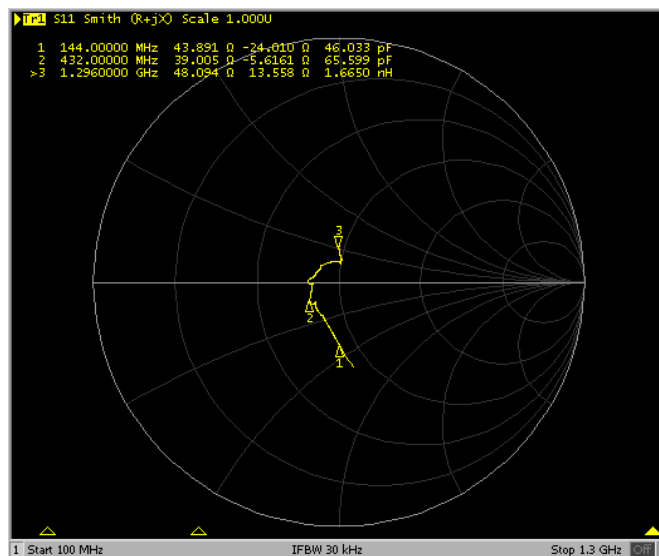 Tr1 S11 Smith (R+jX) Scale 1.000U
1 144.00000 MHz 43.891 Ω -24.010 Ω 46.033 pF
2 432.00000 MHz 39.005 Ω -5.6161 Ω 65.599 pF
>3 1.2960000 GHz 48.094 Ω 13.558 Ω 1.6650 nH
3
2
1
1 Start 100 MHz IFBW 30 kHz Stop 1.3 GHz Off